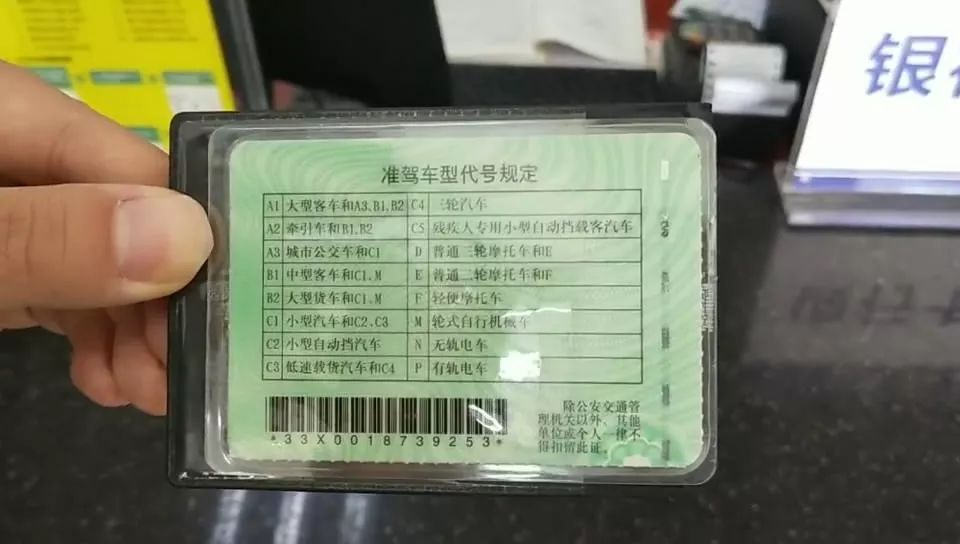 银
准驾车型代号规定
A1 大型客车和A3.B1.B2 C4 三轮汽车
A2 牵引车和B1.B2 C5 残疾人专用小型自动挡载客汽车
A3 城市公交车和C1 D 普通三轮摩托车和E
B1 中型客车和C1.M E 普通二轮摩托车和F
B2 大型货车和C1.M F 轻便摩托车
C1 小型汽车和C2.C3 M 轮式自行机械车
C2 小型自动挡汽车 N 无轨电车
C3 低速载货汽车和C4 P 有轨电车
*33X0018739253*
除公安交通管
理机关以外、其他
单位或个人一律不
得扣留此证。